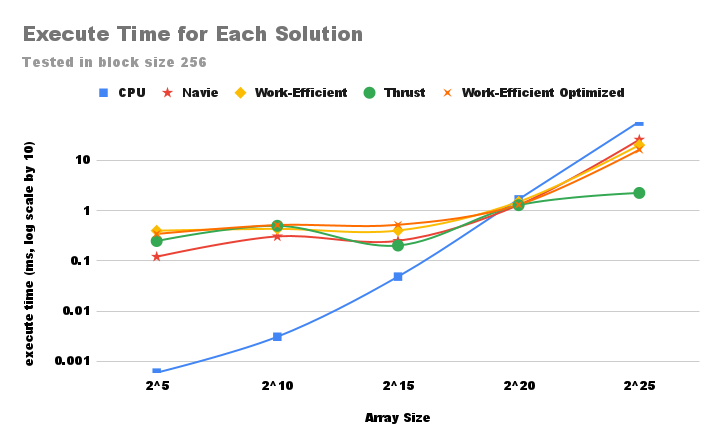 Execute Time for Each Solution
Tested in block size 256
CPU Navie Work-Efficient Thrust Work-Efficient Optimized
execute time (ms, log scale by 10)
10
1
0.1
0.01
0.001
2^5 2^10 2^15 2^20 2^25
Array Size